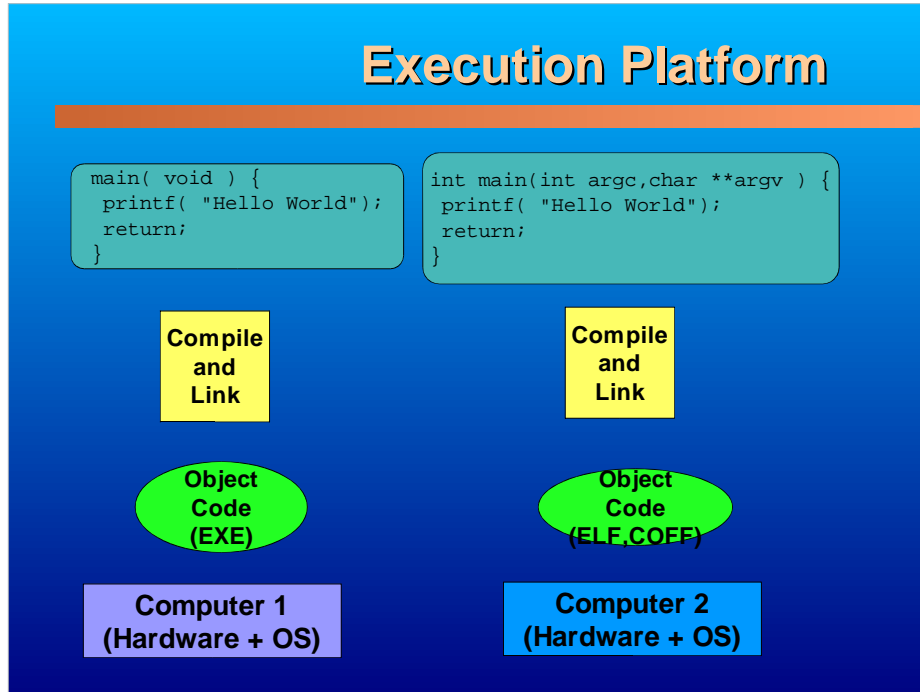 Execution Platform
main( void ) {
printf( "Hello World");
return;
}
int main(int argc,char **argv ) {
printf( "Hello World");
return;
}
Compile
and
Link
Compile
and
Link
Object
Code
(EXE)
Object
Code
(ELF,COFF)
Computer 1
(Hardware + OS)
Computer 2
(Hardware + OS)